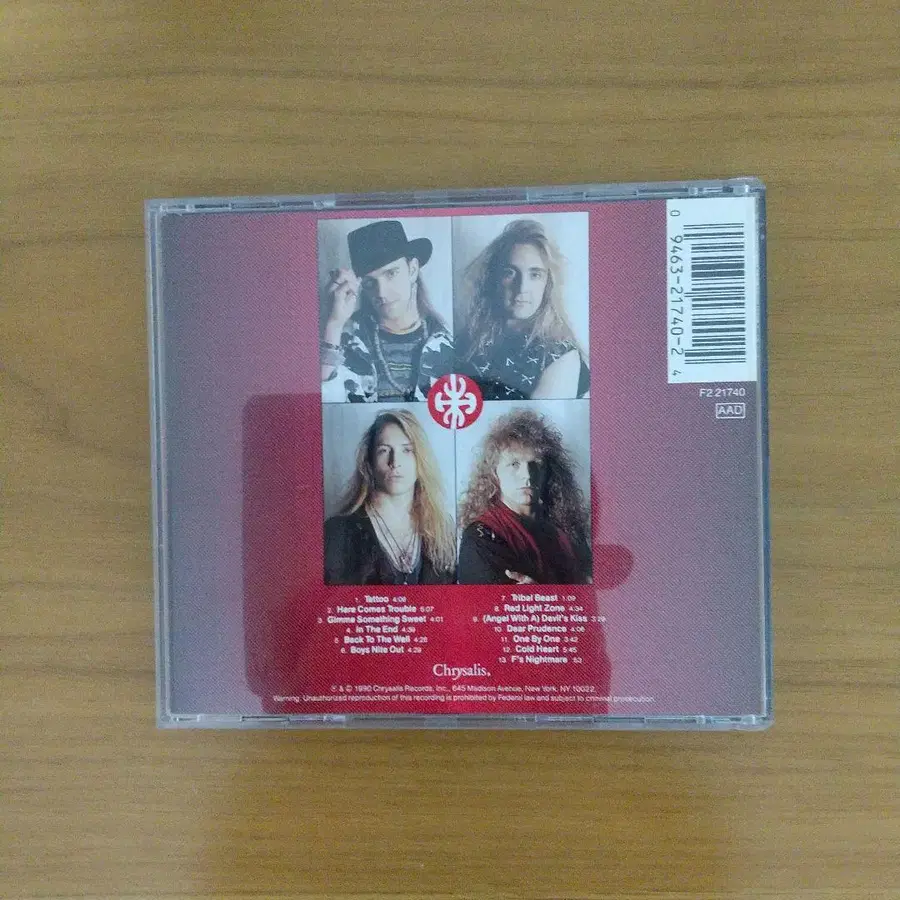 0 9463-21740-2 4
F2 21740
AAD
1. Tattoo 4:08
2. Here Comes Trouble 5:07
3. Gimme Something Sweet 4:01
4. In The End 4:39
5. Back To The Wall 4:28
6. Boys Nite Out 4:29
7. Tribal Beast 1:09
8. Red Light Zone 4:34
9. (Angel With A) Devil's Kiss 3:29
10. Dear Prudence 4:06
11. One By One 3:42
12. Cold Heart 5:45
13. F's Nightmare :53
Chrysalis.
℗ & © 1990 Chrysalis Records, Inc., 645 Madison Avenue, New York, NY 10022.
Warning: Unauthorized reproduction of this recording is prohibited by Federal law and subject to criminal prosecution.